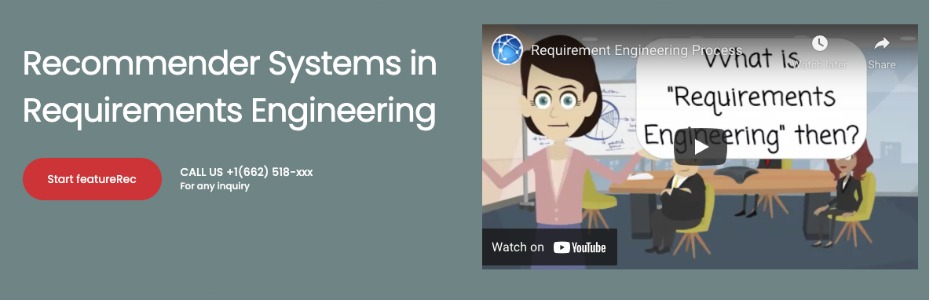 Recommender Systems in
Requirements Engineering
Start featureRec
CALL US +1(662) 518-xxx
For any inquiry
Requirement Engineering Process
Watch later
Share
What is
"Requirements
Engineering" then?
Watch on YouTube